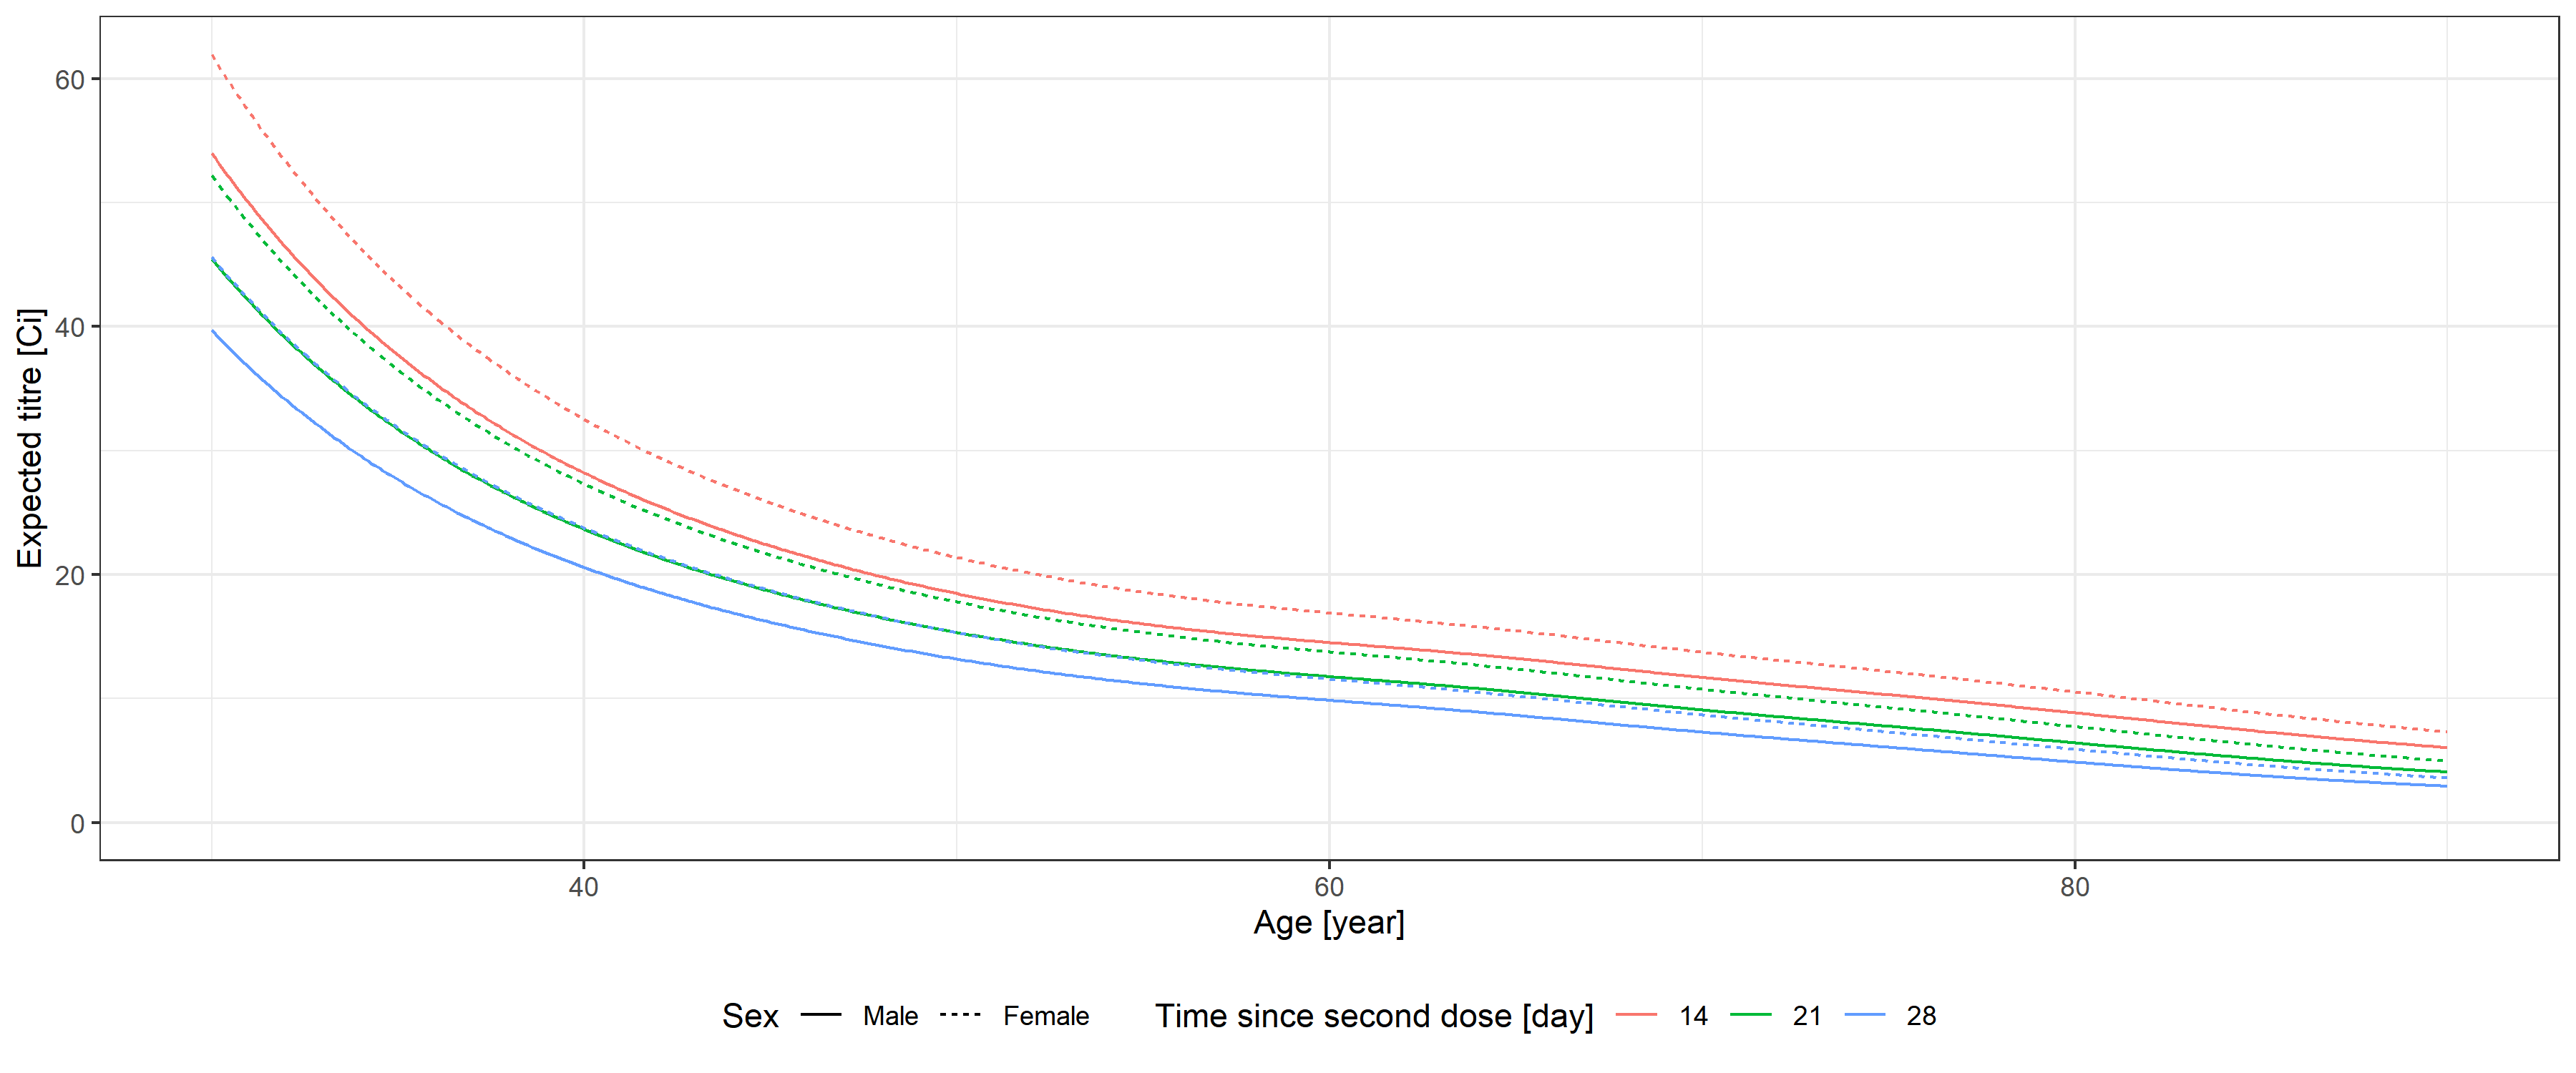 Expected titre [Ci]
60
40
20
0
40 60 80
Age [year]
Sex Male Female Time since second dose [day] 14 21 28